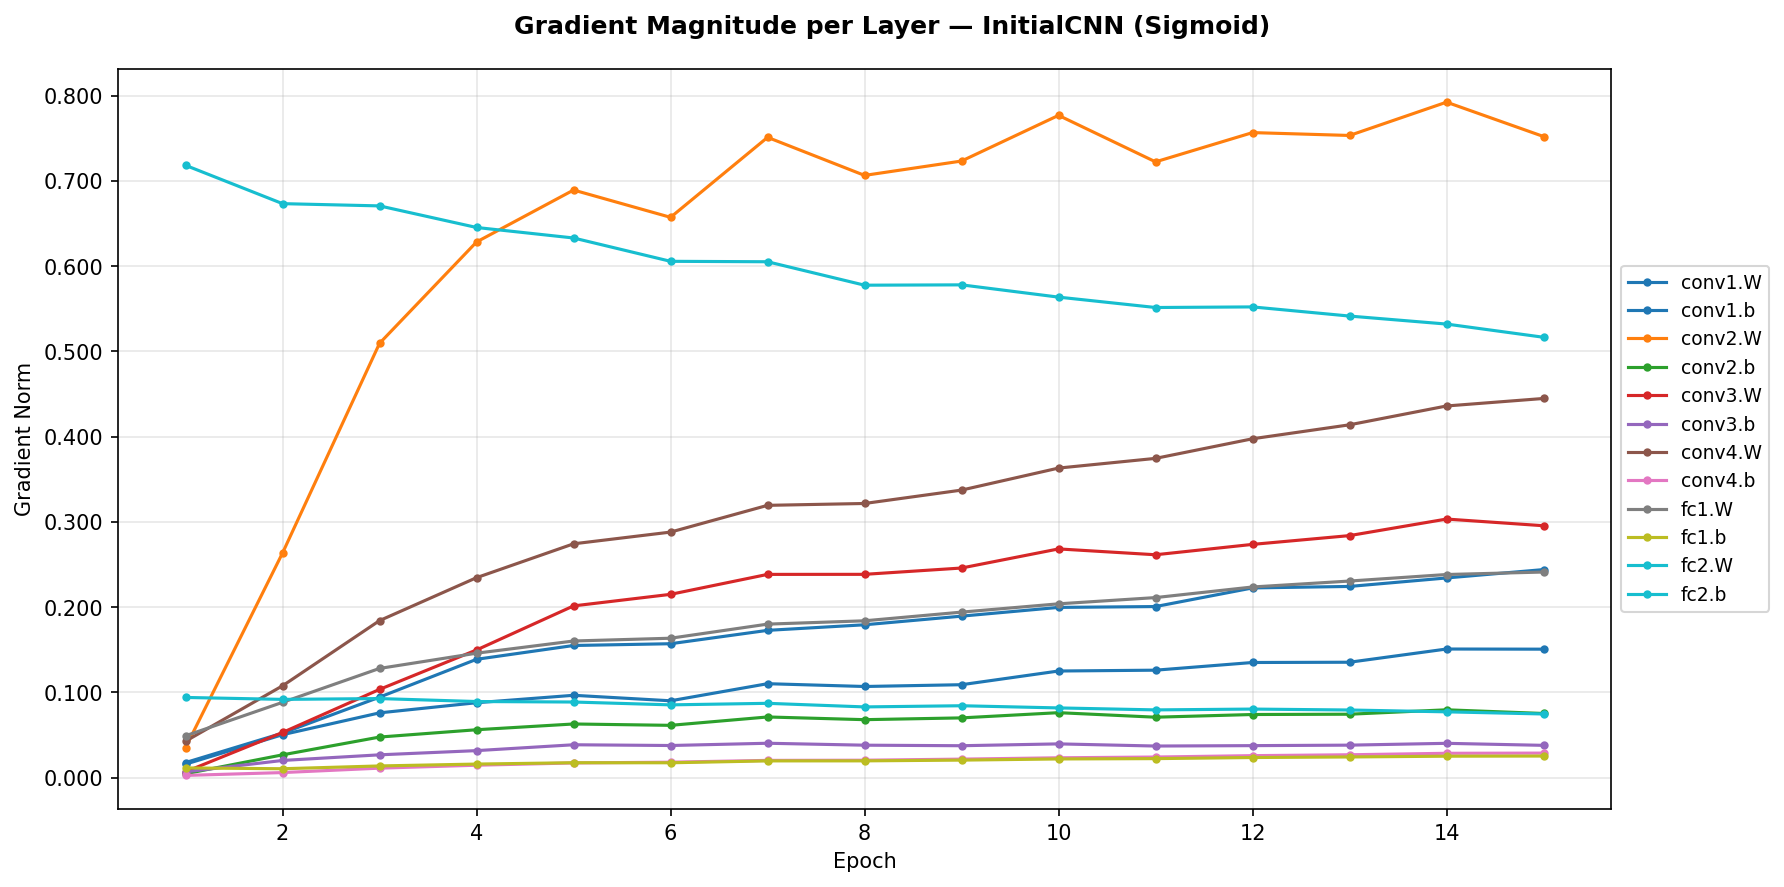 Gradient Magnitude per Layer — InitialCNN (Sigmoid)
0.800
0.700
0.600
0.500
0.400
0.300
0.200
0.100
0.000
Gradient Norm
2 4 6 8 10 12 14
Epoch
conv1.W
conv1.b
conv2.W
conv2.b
conv3.W
conv3.b
conv4.W
conv4.b
fc1.W
fc1.b
fc2.W
fc2.b